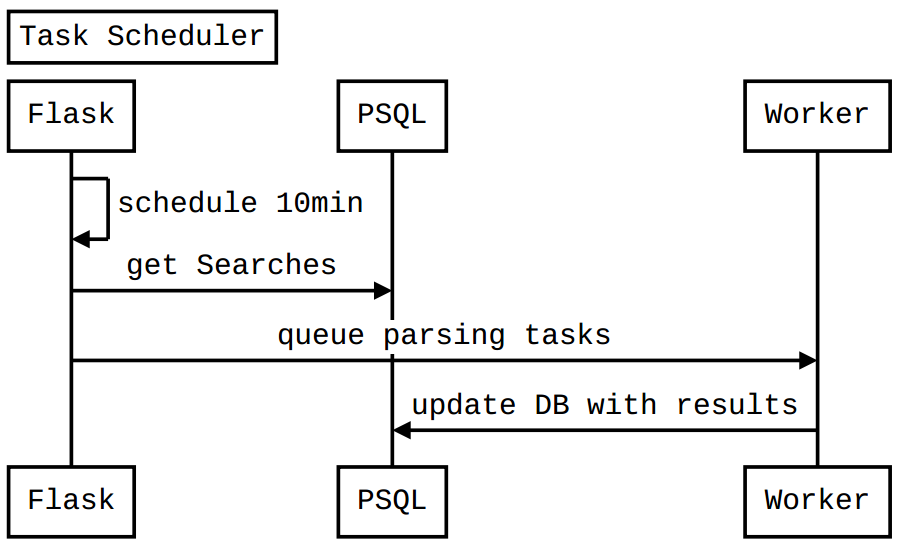 Task Scheduler
Flask PSQL Worker
schedule 10min
get Searches
queue parsing tasks
update DB with results
Flask PSQL Worker